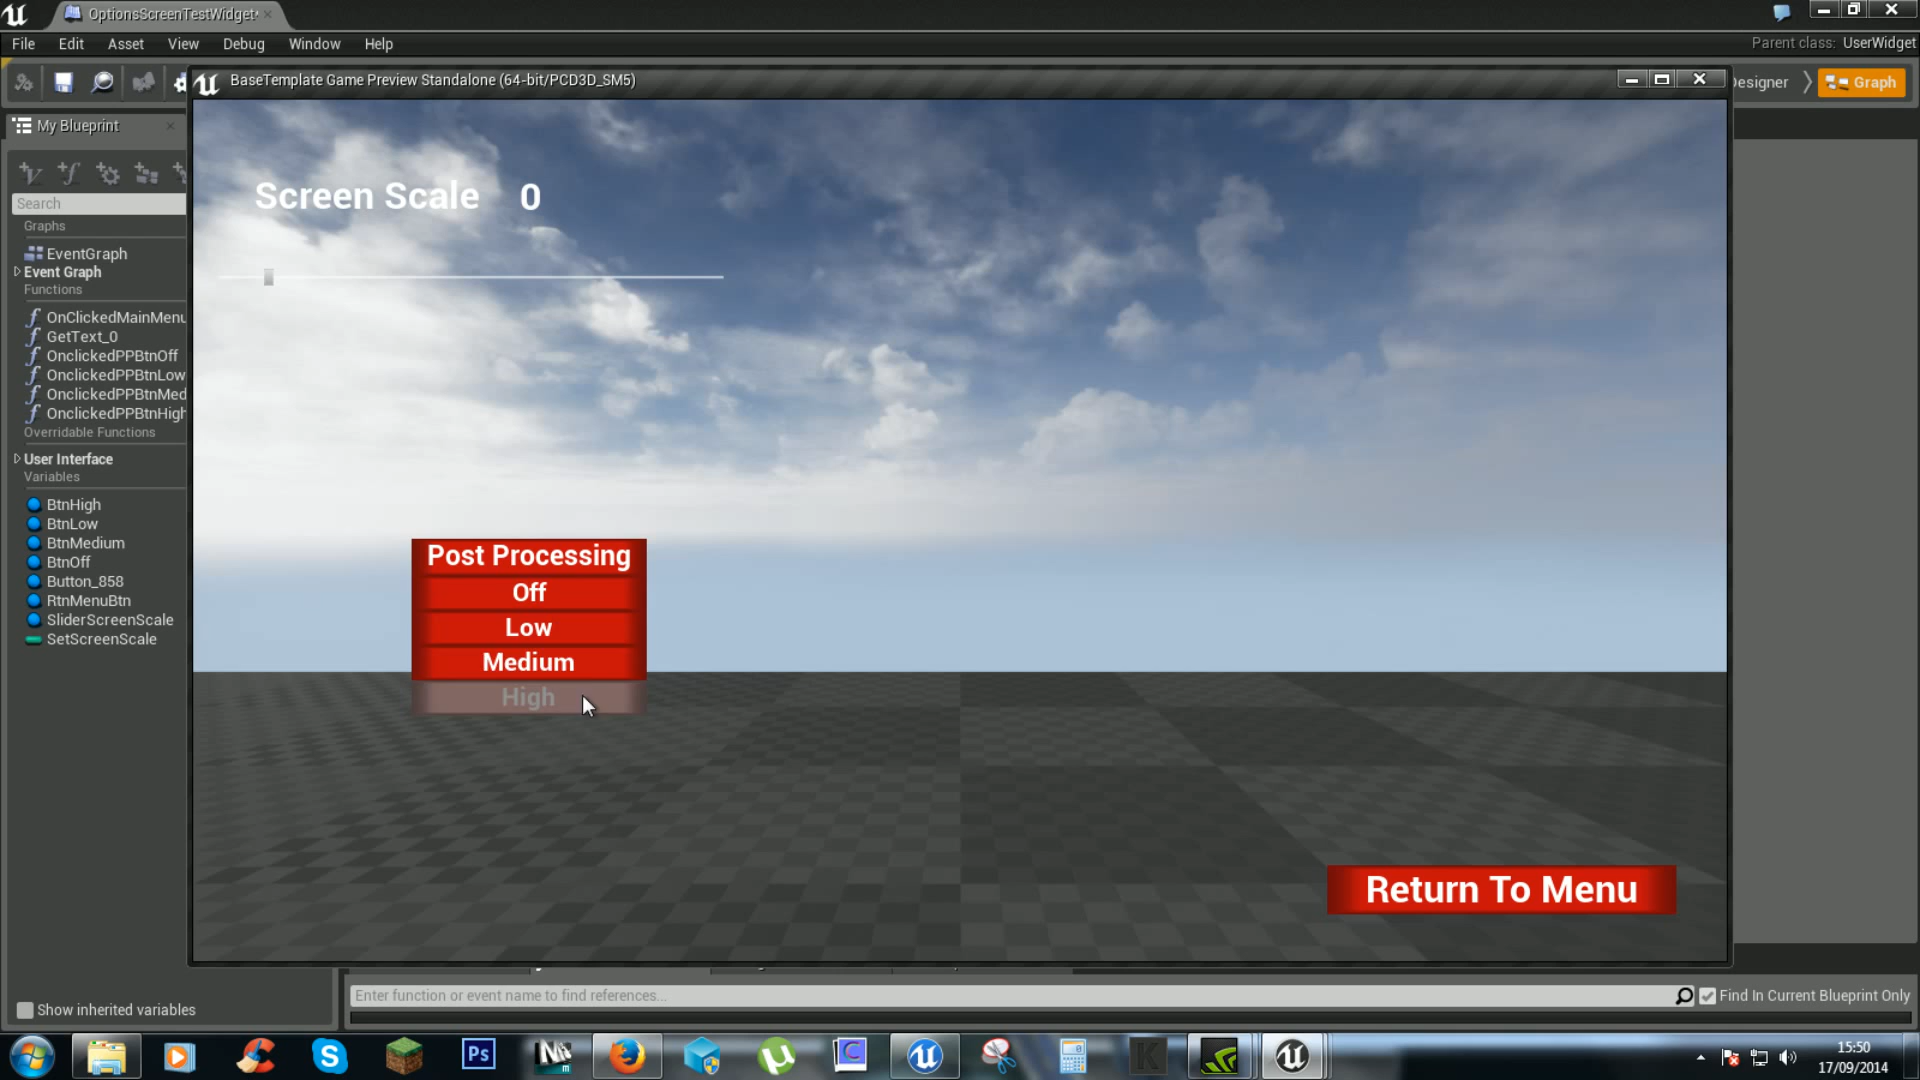 OptionsScreenTestWidget*
File Edit Asset View Debug Window Help
Parent class: UserWidget
BaseTemplate Game Preview Standalone (64-bit/PCD3D_SM5)
esigner
Graph
My Blueprint
Search
Graphs
EventGraph
Event Graph
Functions
OnClickedMainMenu
GetText_0
OnclickedPPBtnOff
OnclickedPPBtnLow
OnclickedPPBtnMed
OnclickedPPBtnHigh
Overridable Functions
User Interface
Variables
BtnHigh
BtnLow
BtnMedium
BtnOff
Button_858
RtnMenuBtn
SliderScreenScale
SetScreenScale
Screen Scale 0
Post Processing
Off
Low
Medium
High
Return To Menu
Show inherited variables
Enter function or event name to find references...
Find In Current Blueprint Only
Ps
15:50
17/09/2014